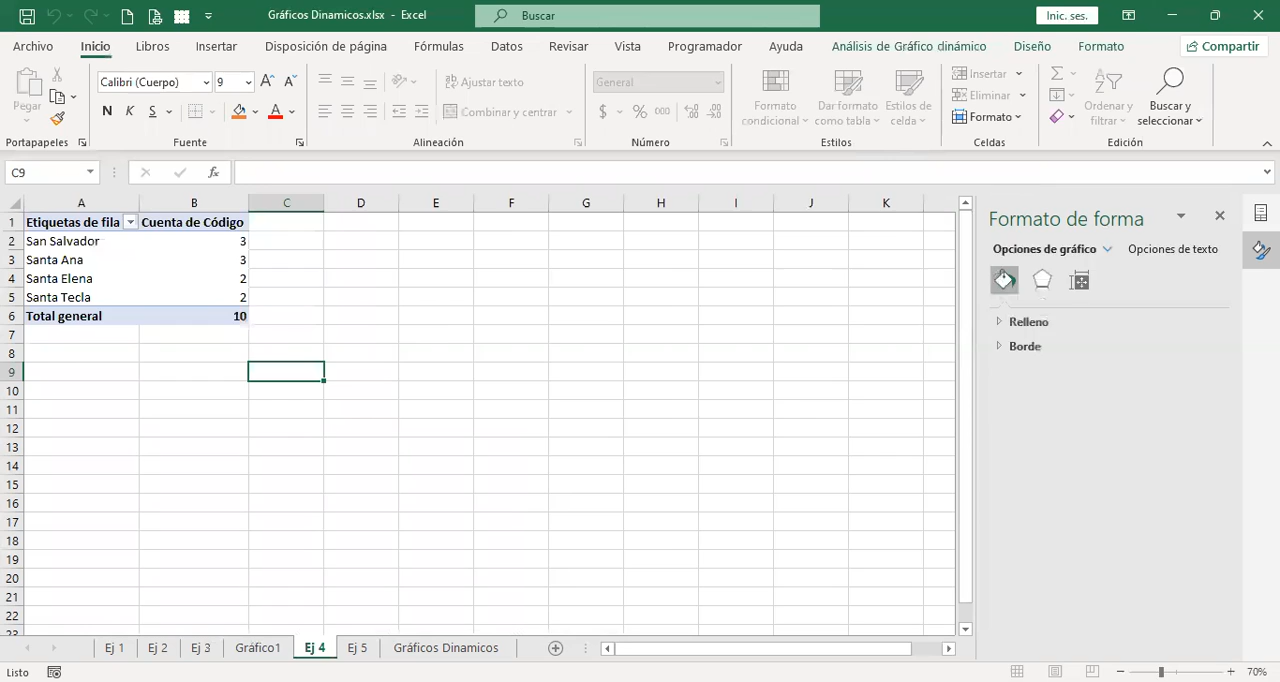 Gráficos Dinamicos.xlsx - Excel
Buscar
Inic. ses.
Archivo Inicio Libros Insertar Disposición de página Fórmulas Datos Revisar Vista Programador Ayuda Análisis de Gráfico dinámico Diseño Formato Compartir
Pegar
Calibri (Cuerpo) 9 A A
N K S A
Ajustar texto
Combinar y centrar
General
$ % 000
Formato condicional
Dar formato como tabla
Estilos de celda
Insertar
Eliminar
Formato
Ordenar y filtrar
Buscar y seleccionar
Portapapeles Fuente Alineación Número Estilos Celdas Edición
C9 fx
A B C D E F G H I J K
1 Etiquetas de fila Cuenta de Código
2 San Salvador 3
3 Santa Ana 3
4 Santa Elena 2
5 Santa Tecla 2
6 Total general 10
7
8
9
10
11
12
13
14
15
16
17
18
19
20
21
22
23
Formato de forma
Opciones de gráfico Opciones de texto
Relleno
Borde
Ej 1 Ej 2 Ej 3 Gráfico1 Ej 4 Ej 5 Gráficos Dinamicos
Listo 70%